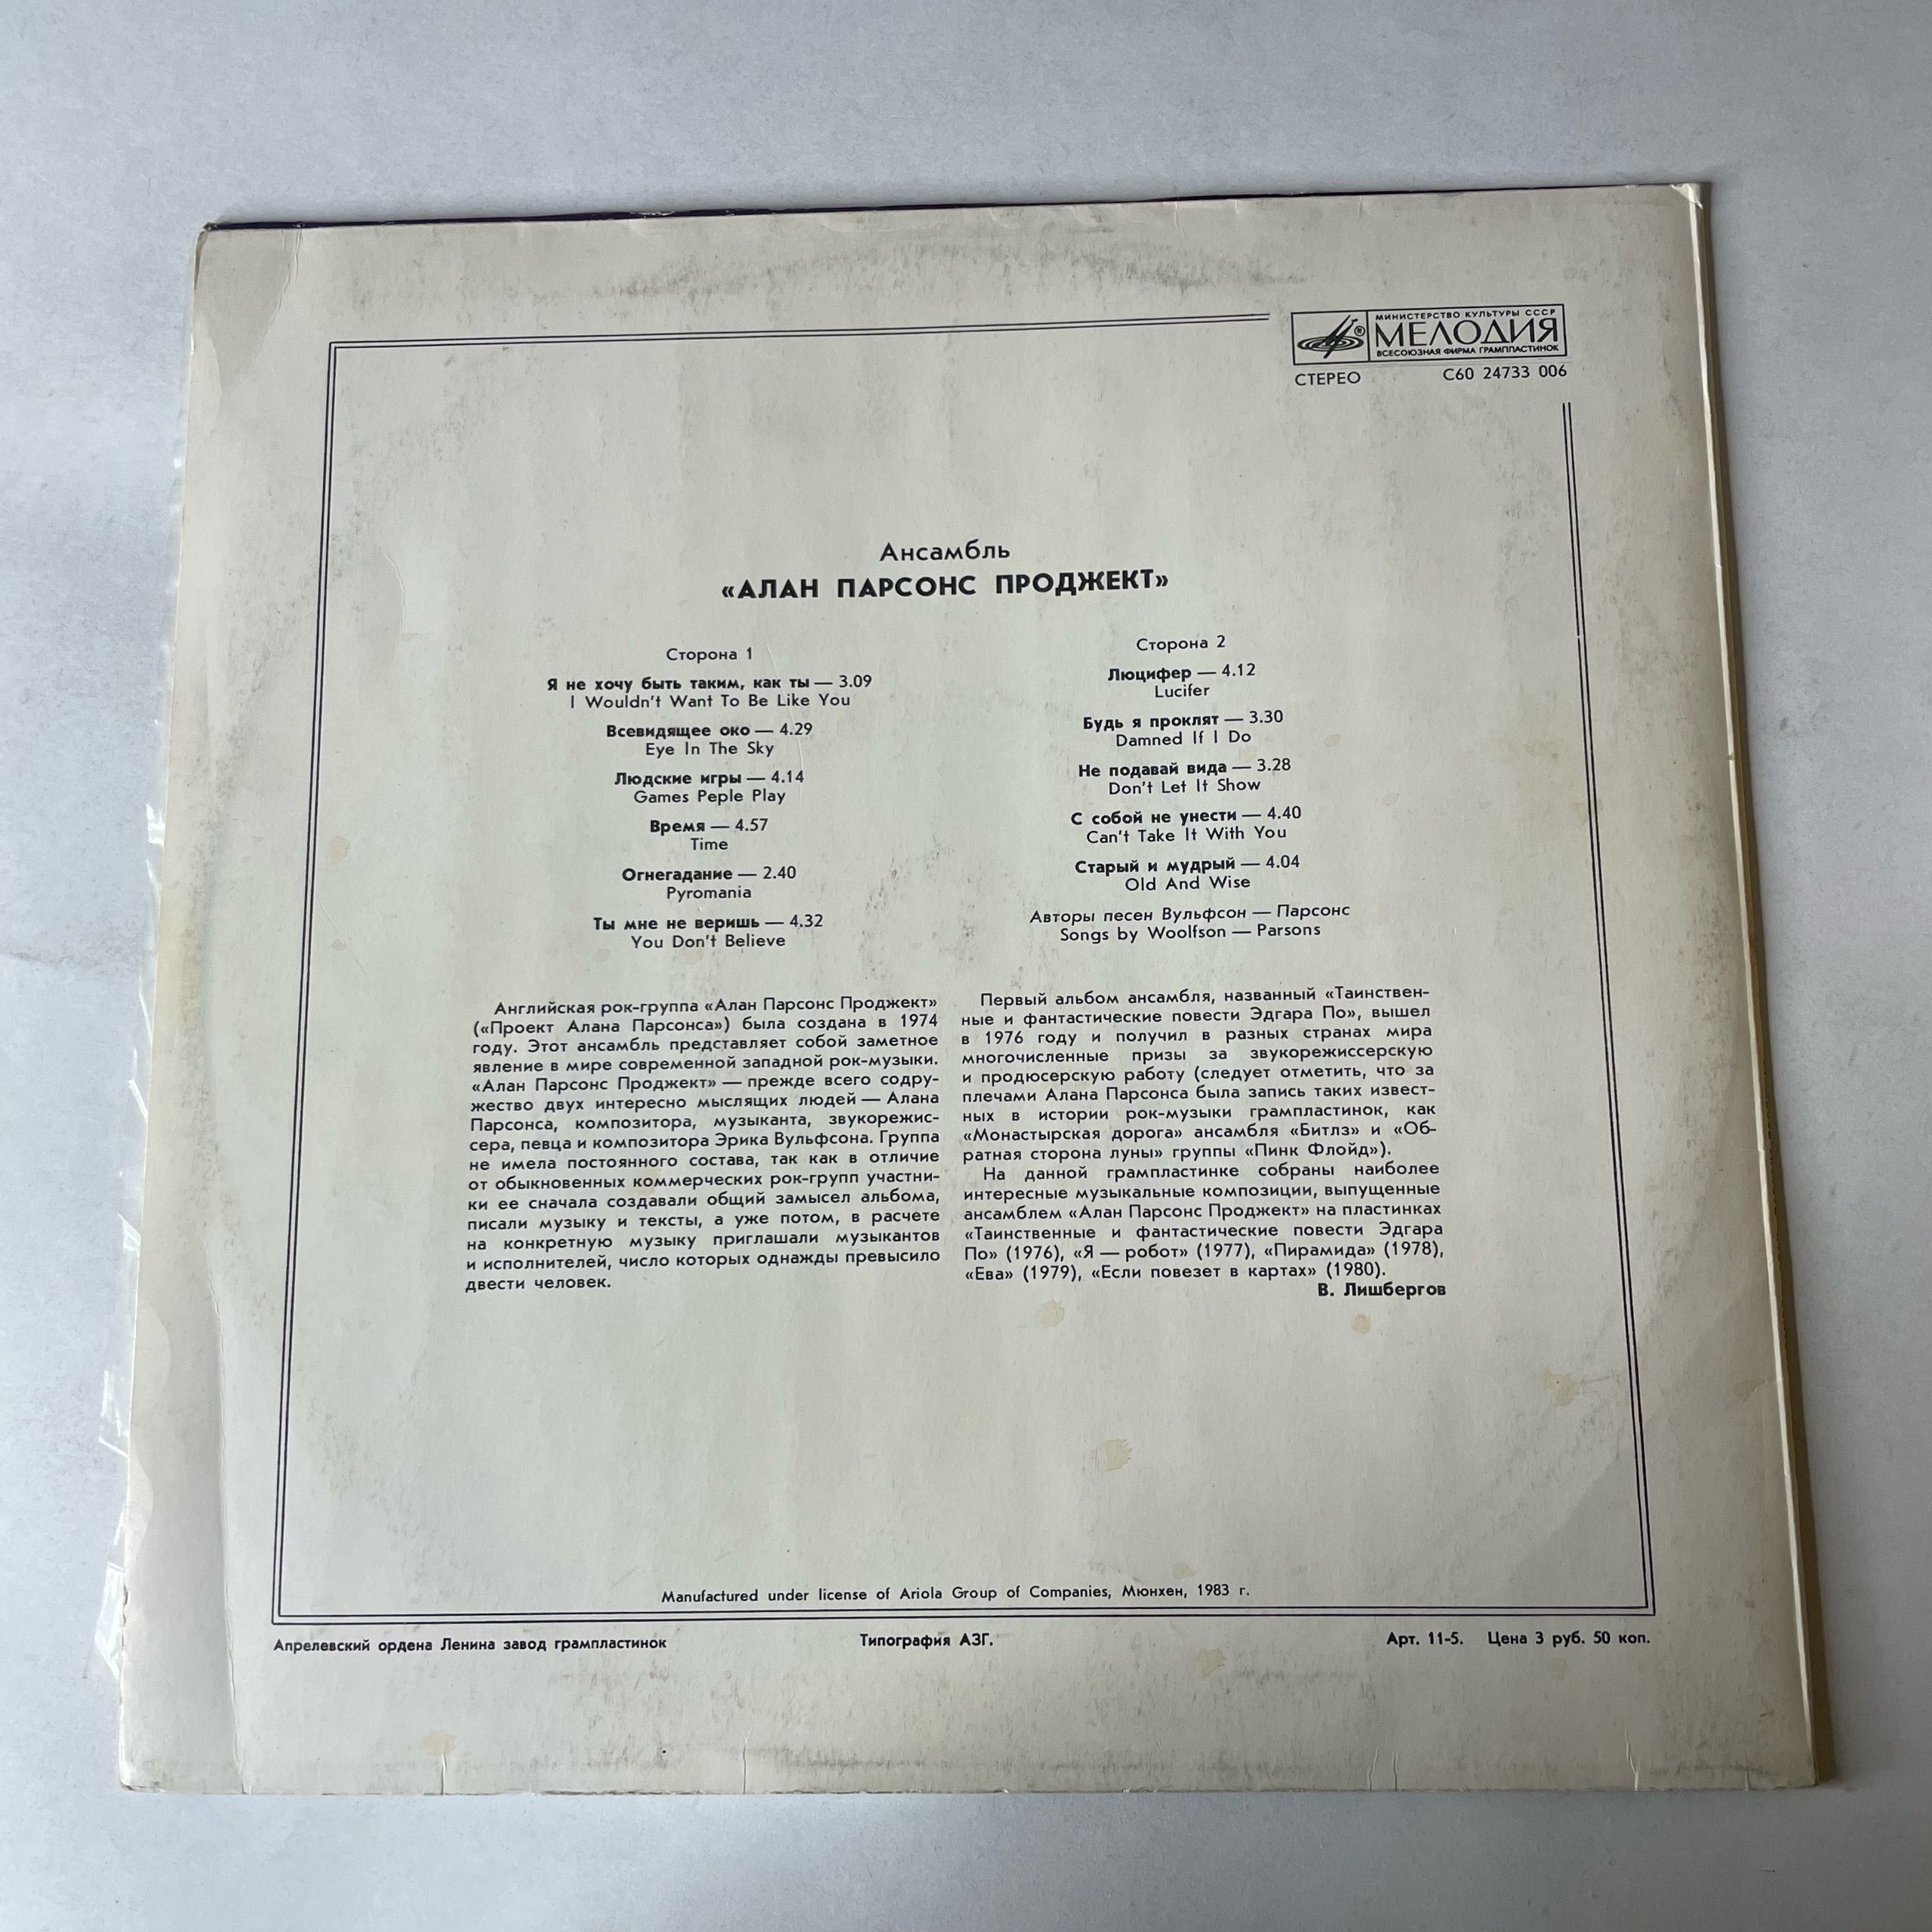 МИНИСТЕРСТВО КУЛЬТУРЫ СССР
МЕЛОДИЯ
ВСЕСОЮЗНАЯ ФИРМА ГРАМПЛАСТИНОК
СТЕРЕО С60 24733 006
Ансамбль
«АЛАН ПАРСОНС ПРОДЖЕКТ»
Сторона 1
Я не хочу быть таким, как ты — 3.09
I Wouldn't Want To Be Like You
Всевидящее око — 4.29
Eye In The Sky
Людские игры — 4.14
Games Peple Play
Время — 4.57
Time
Огнегадание — 2.40
Pyromania
Ты мне не веришь — 4.32
You Don't Believe
Сторона 2
Люцифер — 4.12
Lucifer
Будь я проклят — 3.30
Damned If I Do
Не подавай вида — 3.28
Don't Let It Show
С собой не унести — 4.40
Can't Take It With You
Старый и мудрый — 4.04
Old And Wise
Авторы песен Вульфсон — Парсонс
Songs by Woolfson — Parsons
Английская рок-группа «Алан Парсонс Проджект»
(«Проект Алана Парсонса») была создана в 1974
году. Этот ансамбль представляет собой заметное
явление в мире современной западной рок-музыки.
«Алан Парсонс Проджект» — прежде всего содру-
жество двух интересно мыслящих людей — Алана
Парсонса, композитора, музыканта, звукорежис-
сера, певца и композитора Эрика Вульфсона. Группа
не имела постоянного состава, так как в отличие
от обыкновенных коммерческих рок-групп участни-
ки ее сначала создавали общий замысел альбома,
писали музыку и тексты, а уже потом, в расчете
на конкретную музыку приглашали музыкантов
и исполнителей, число которых однажды превысило
двести человек.
Первый альбом ансамбля, названный «Таинствен-
ные и фантастические повести Эдгара По», вышел
в 1976 году и получил в разных странах мира
многочисленные призы за звукорежиссерскую
и продюсерскую работу (следует отметить, что за
плечами Алана Парсонса была запись таких извест-
ных в истории рок-музыки грампластинок, как
«Монастырская дорога» ансамбля «Битлз» и «Об-
ратная сторона луны» группы «Пинк Флойд»).
На данной грампластинке собраны наиболее
интересные музыкальные композиции, выпущенные
ансамблем «Алан Парсонс Проджект» на пластинках
«Таинственные и фантастические повести Эдгара
По» (1976), «Я — робот» (1977), «Пирамида» (1978),
«Ева» (1979), «Если повезет в картах» (1980).
В. Лишбергов
Manufactured under license of Ariola Group of Companies, Мюнхен, 1983 г.
Апрелевский ордена Ленина завод грампластинок Типография АЗГ. Арт. 11-5. Цена 3 руб. 50 коп.